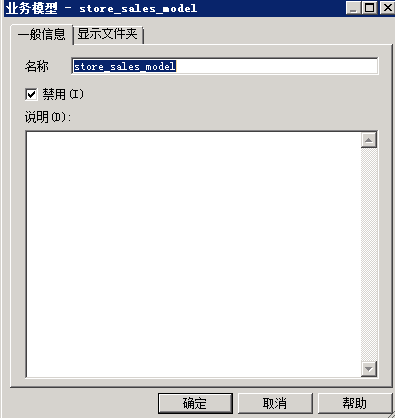 业务模型 - store_sales_model
一般信息 显示文件夹
名称 store_sales_model
禁用(I)
说明(D):
确定 取消 帮助